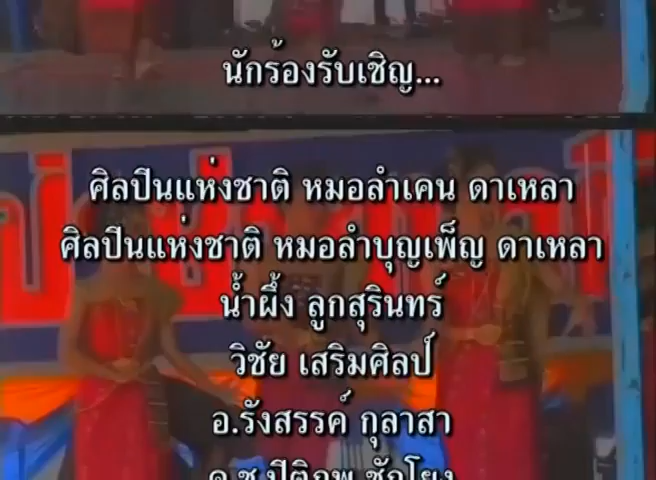 นักร้องรับเชิญ...
ศิลปินแห่งชาติ หมอลำเคน ดาเหลา
ศิลปินแห่งชาติ หมอลำบุญเพ็ญ ดาเหลา
น้ำผึ้ง ลูกสุรินทร์
วิชัย เสริมศิลป์
อ.รังสรรค์ กุลาสา